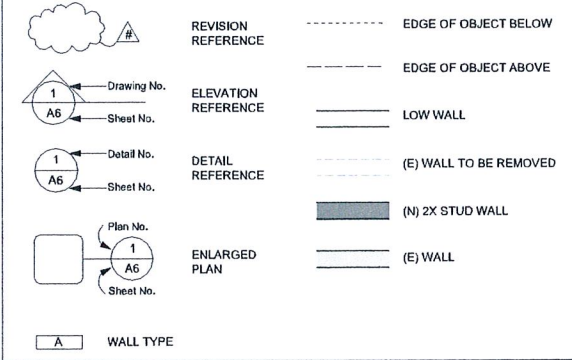 #
REVISION
REFERENCE
1
A6
Drawing No.
Sheet No.
ELEVATION
REFERENCE
1
A6
Detail No.
Sheet No.
DETAIL
REFERENCE
Plan No.
1
A6
Sheet No.
ENLARGED
PLAN
A
WALL TYPE
EDGE OF OBJECT BELOW
EDGE OF OBJECT ABOVE
LOW WALL
(E) WALL TO BE REMOVED
(N) 2X STUD WALL
(E) WALL